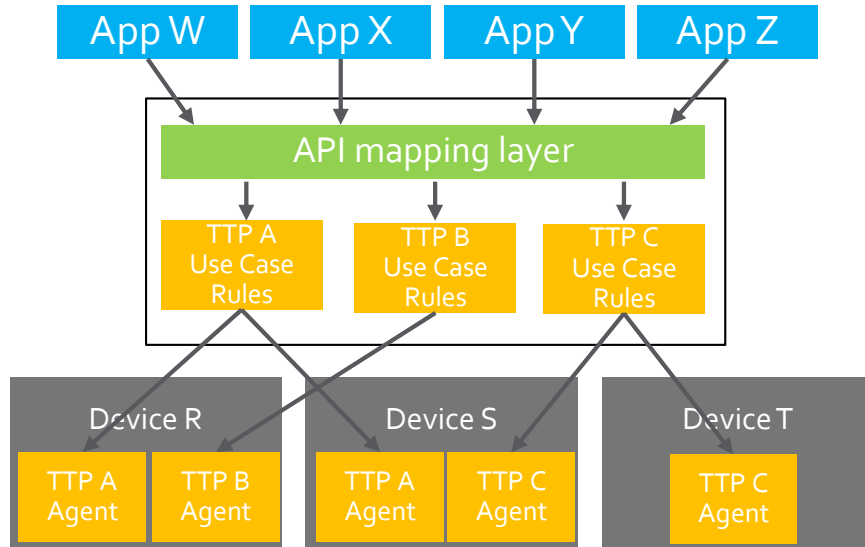 App W
App X
App Y
App Z
API mapping layer
TTP A
Use Case
Rules
TTP B
Use Case
Rules
TTP C
Use Case
Rules
Device R
Device S
Device T
TTP A
Agent
TTP B
Agent
TTP A
Agent
TTP C
Agent
TTP C
Agent